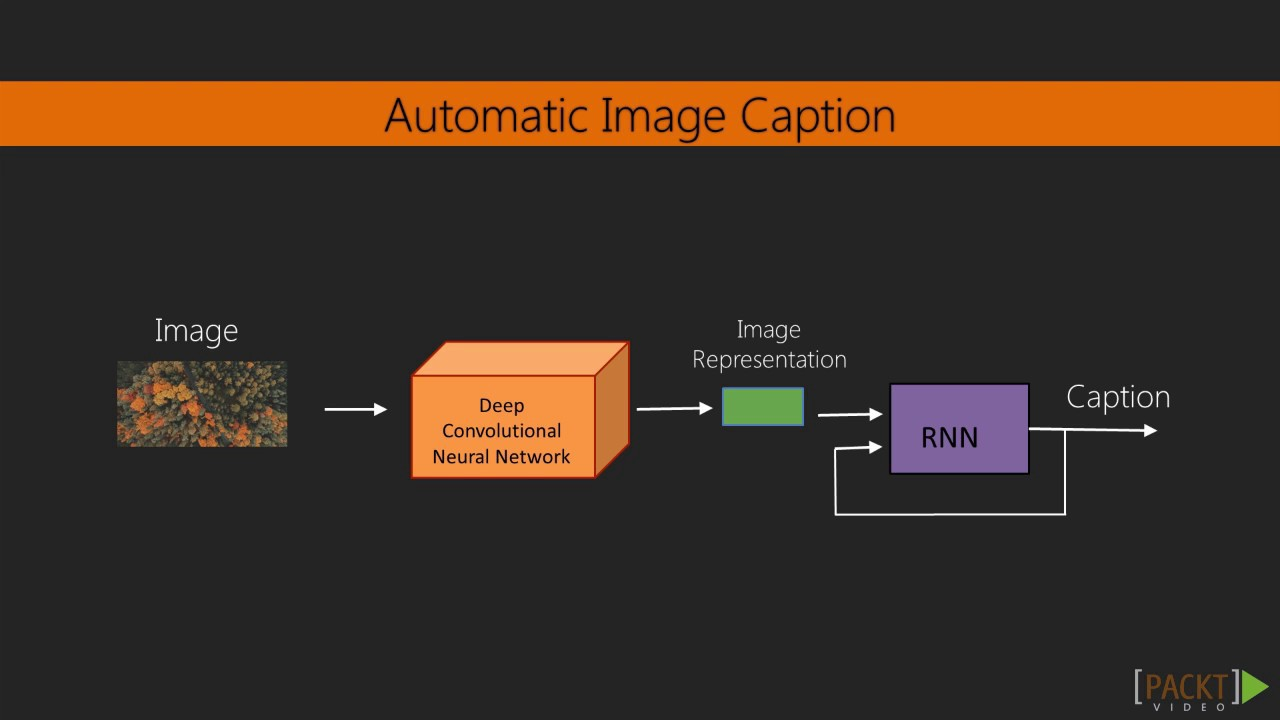 Automatic Image Caption
Image
Deep
Convolutional
Neural Network
Image
Representation
RNN
Caption
[PACKT]
VIDEO